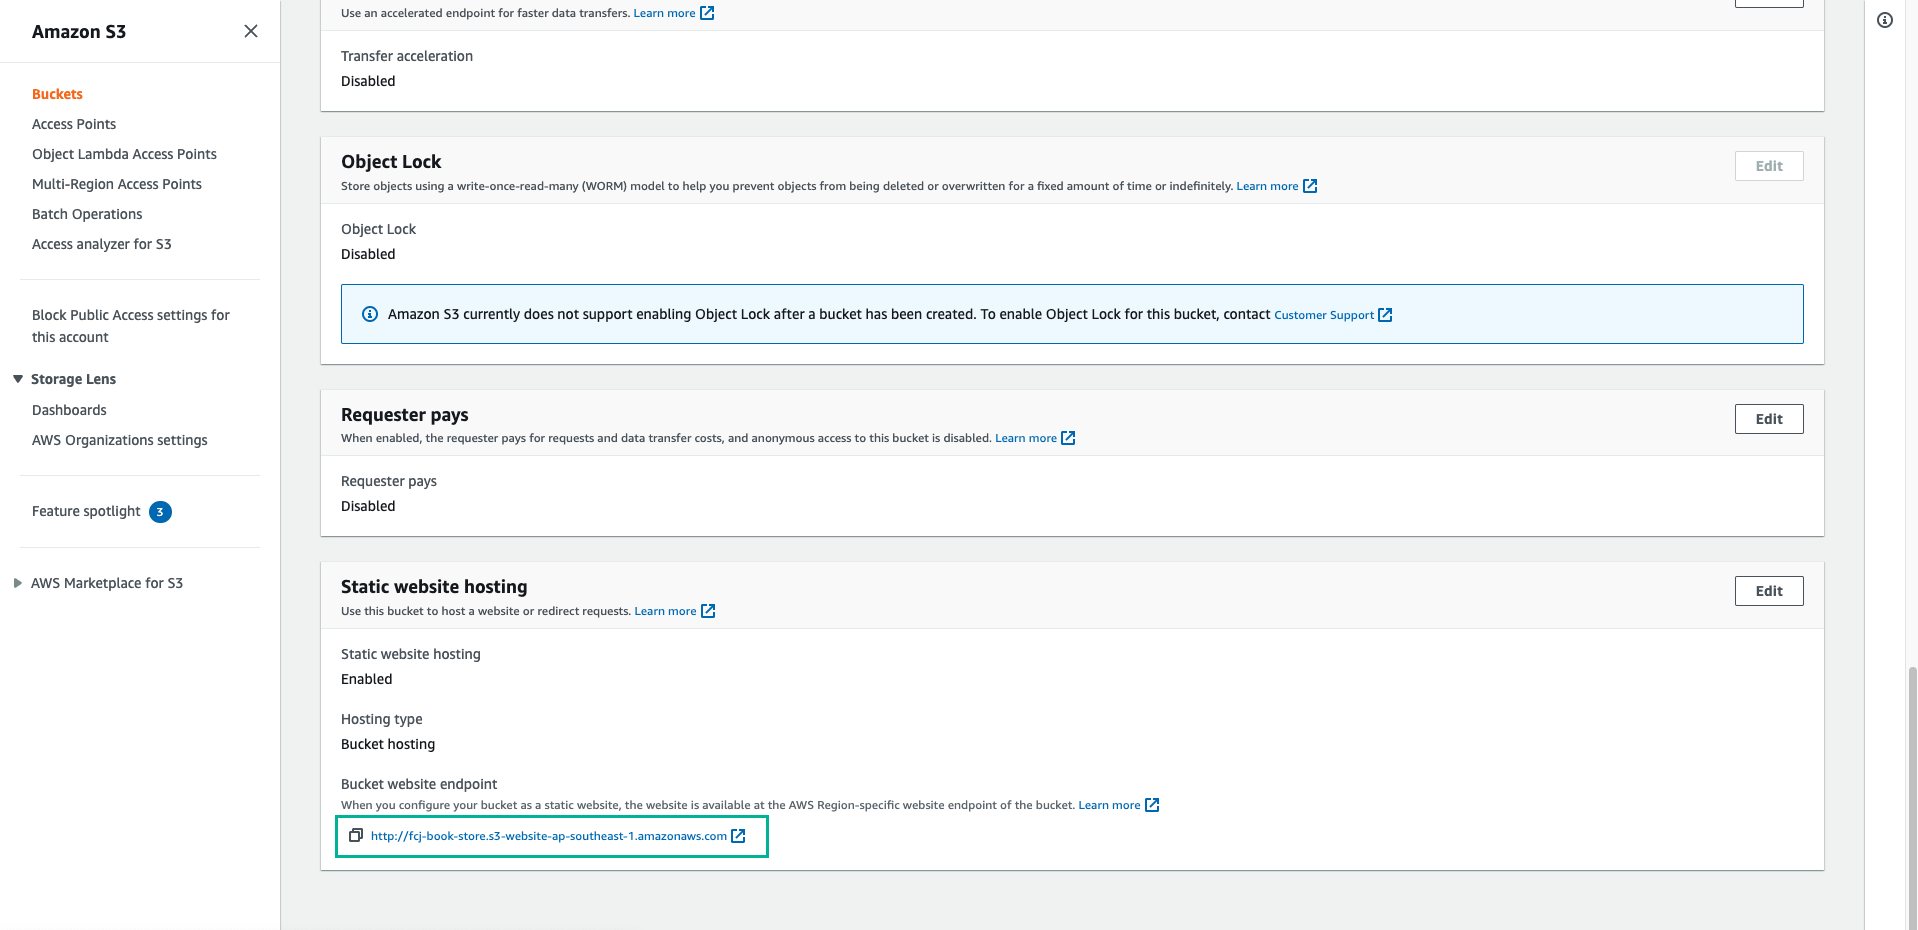 Amazon S3
Buckets
Access Points
Object Lambda Access Points
Multi-Region Access Points
Batch Operations
Access analyzer for S3
Block Public Access settings for
this account
Storage Lens
Dashboards
AWS Organizations settings
Feature spotlight 3
AWS Marketplace for S3
Use an accelerated endpoint for faster data transfers. Learn more
Transfer acceleration
Disabled
Object Lock
Edit
Store objects using a write-once-read-many (WORM) model to help you prevent objects from being deleted or overwritten for a fixed amount of time or indefinitely. Learn more
Object Lock
Disabled
Amazon S3 currently does not support enabling Object Lock after a bucket has been created. To enable Object Lock for this bucket, contact Customer Support
Requester pays
Edit
When enabled, the requester pays for requests and data transfer costs, and anonymous access to this bucket is disabled. Learn more
Requester pays
Disabled
Static website hosting
Edit
Use this bucket to host a website or redirect requests. Learn more
Static website hosting
Enabled
Hosting type
Bucket hosting
Bucket website endpoint
When you configure your bucket as a static website, the website is available at the AWS Region-specific website endpoint of the bucket. Learn more
http://fcj-book-store.s3-website-ap-southeast-1.amazonaws.com